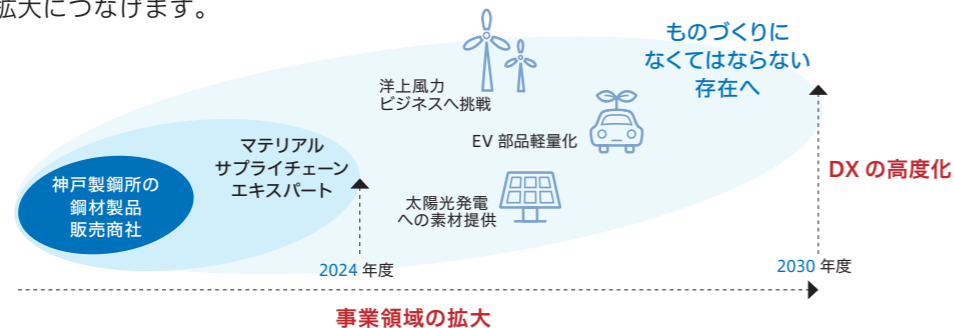 拡大につなげます。
ものづくりに
なくてはならない
存在へ
洋上風力
ビジネスへ挑戦
EV 部品軽量化
マテリアル
サプライチェーン
エキスパート
DX の高度化
神戸製鋼所の
鋼材製品
販売商社
太陽光発電
への素材提供
2024 年度
2030 年度
事業領域の拡大